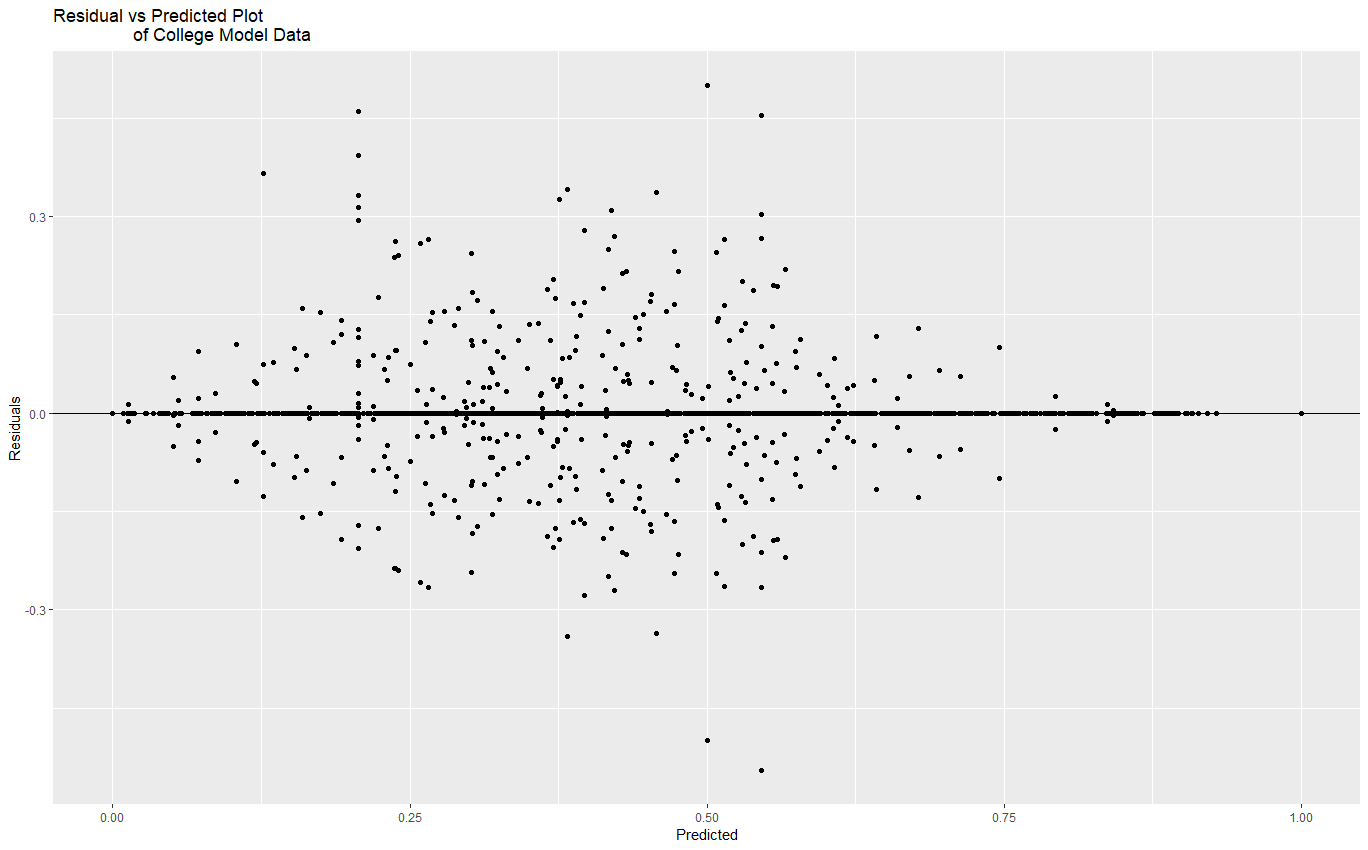 Residual vs Predicted Plot
of College Model Data
Residuals
0.3
0.0
-0.3
0.00 0.25 0.50 0.75 1.00
Predicted